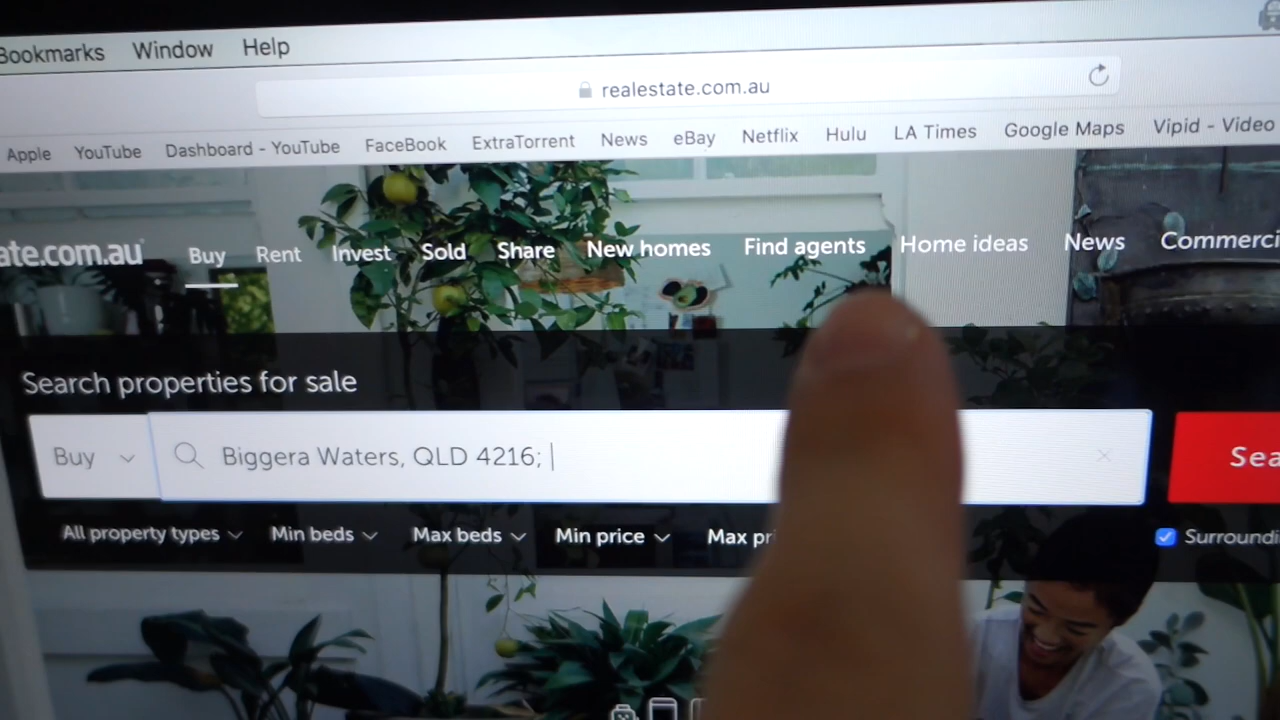 Bookmarks Window Help
realestate.com.au
Apple YouTube Dashboard - YouTube FaceBook ExtraTorrent News eBay Netflix Hulu LA Times Google Maps Vipid - Video
ate.com.au Buy Rent Invest Sold Share New homes Find agents Home ideas News Commerci
Search properties for sale
Buy Biggera Waters, QLD 4216; Sea
All property types Min beds Max beds Min price Max pri Surroundi